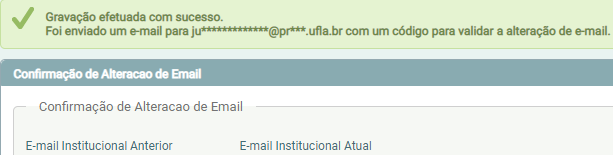 Gravação efetuada com sucesso.
Foi enviado um e-mail para ju*************@pr***.ufla.br com um código para validar a alteração de e-mail.
Confirmação de Alteracao de Email
Confirmação de Alteracao de Email
E-mail Institucional Anterior E-mail Institucional Atual